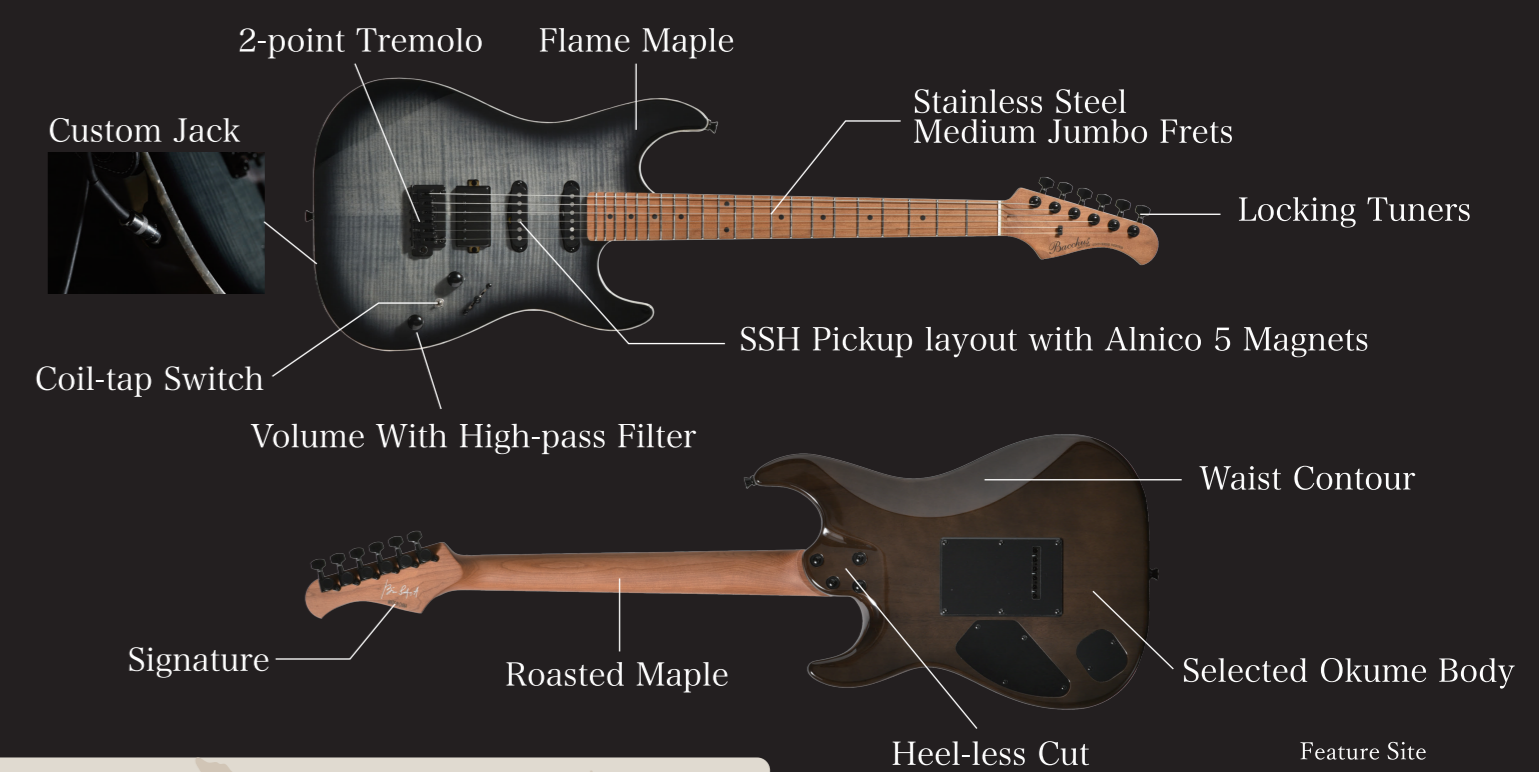 2-point Tremolo
Flame Maple
Custom Jack
Stainless Steel
Medium Jumbo Frets
Locking Tuners
Bacchus
SSH Pickup layout with Alnico 5 Magnets
Coil-tap Switch
Volume With High-pass Filter
Waist Contour
Signature
Roasted Maple
Selected Okume Body
Heel-less Cut
Feature Site